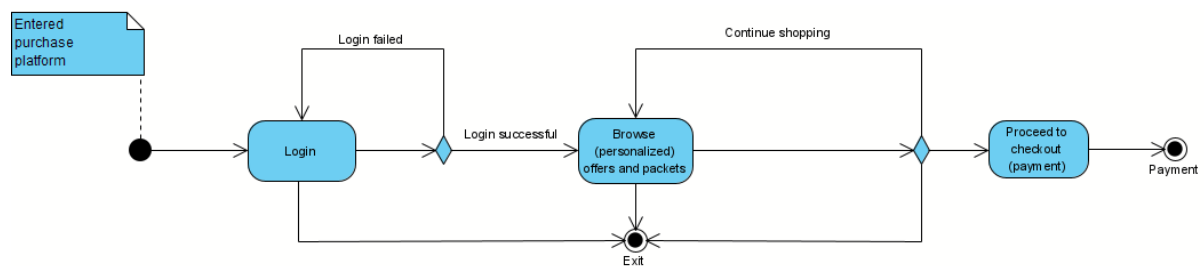 Entered
purchase
platform
Login failed
Continue shopping
Login
Login successful
Browse
(personalized)
offers and packets
Proceed to
checkout
(payment)
Payment
Exit